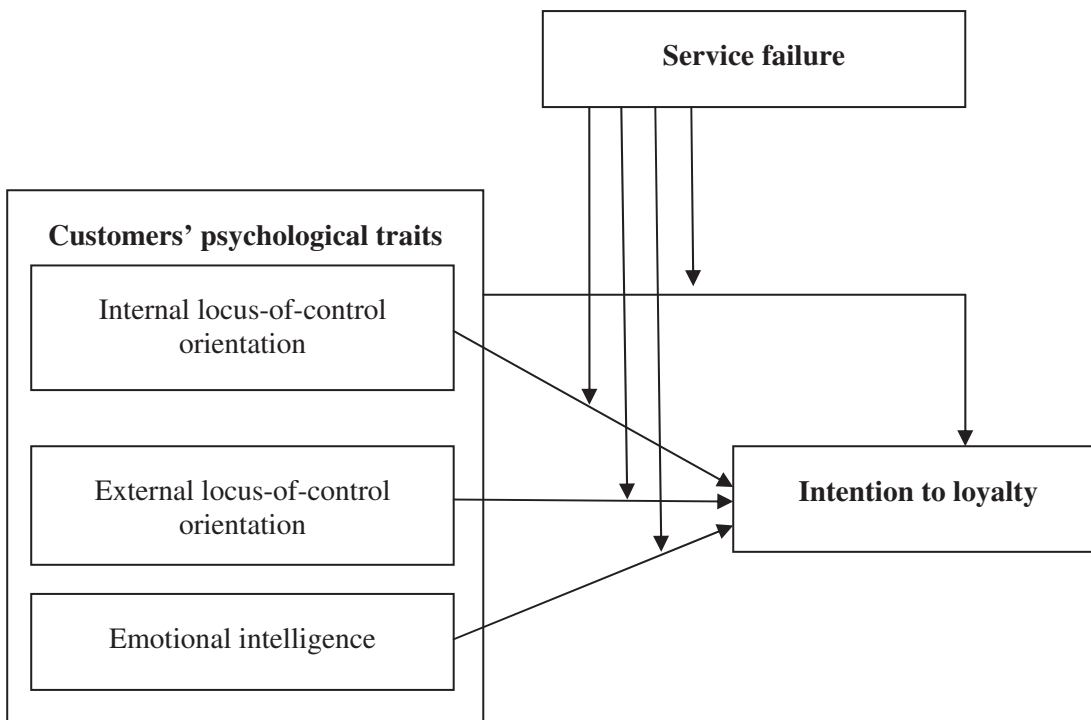 Service failure
Customers’ psychological traits
Internal locus-of-control
orientation
External locus-of-control
orientation
Intention to loyalty
Emotional intelligence